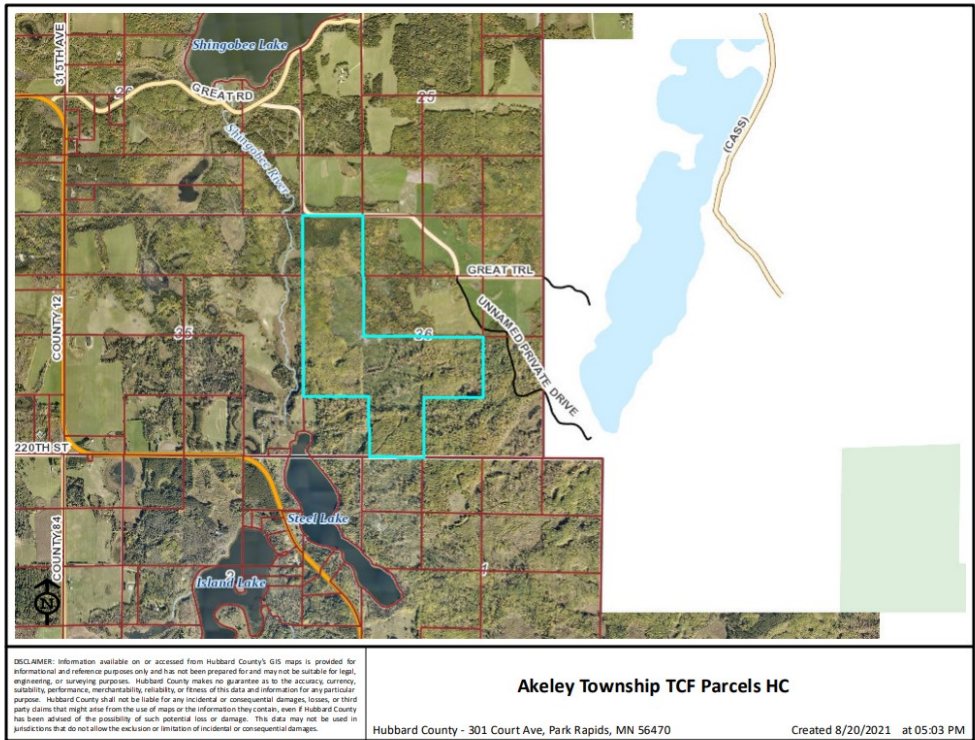 Shingobee Lake
315TH AVE
GREAT RD
25
Shingobee River
(CASS)
GREAT TRL
UNNAMED PRIVATE DRIVE
COUNTY 12
35
36
220TH ST
COUNTY 84
Steel Lake
Island Lake
2
1
N
DISCLAIMER: Information available on or accessed from Hubbard County's GIS maps is provided for
informational and reference purposes only and has not been prepared for and may not be suitable for legal,
engineering, or surveying purposes. Hubbard County makes no guarantee as to the accuracy, currency,
suitability, performance, merchantability, reliability, or fitness of this data and information for any particular
purpose. Hubbard County shall not be liable for any incidental or consequential damages, losses, or third
party claims that might arise from the use of maps or the information they contain, even if Hubbard County
has been advised of the possibility of such potential loss or damage. This data may not be used in
jurisdictions that do not allow the exclusion or limitation of incidental or consequential damages.
Akeley Township TCF Parcels HC
Hubbard County - 301 Court Ave, Park Rapids, MN 56470
Created 8/20/2021 at 05:03 PM